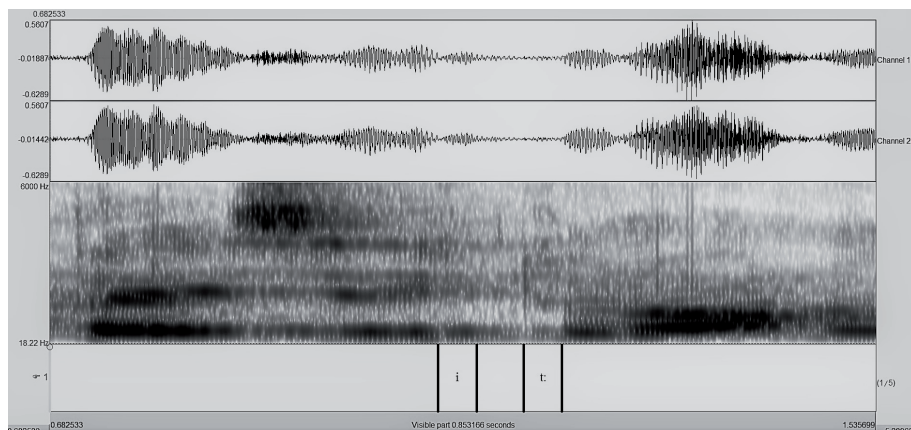 0.682533
0.5607
-0.01887
Channel 1
-0.6289
0.5607
-0.01442
Channel 2
-0.6289
6000 Hz
18.22 Hz
1
i
t:
(1/5)
0.682533
Visible part 0.853166 seconds
1.535699